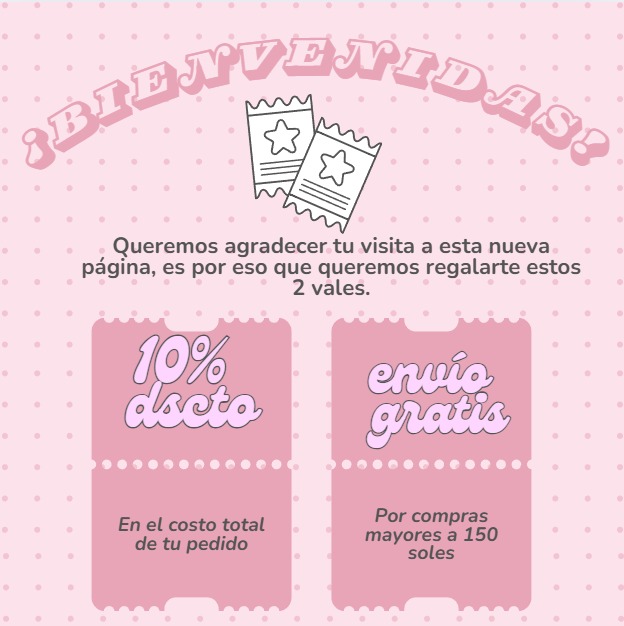 ¡BIENVENIDAS!
Queremos agradecer tu visita a esta nueva
página, es por eso que queremos regalarte estos
2 vales.
10%
dscto
En el costo total
de tu pedido
envío
gratis
Por compras
mayores a 150
soles